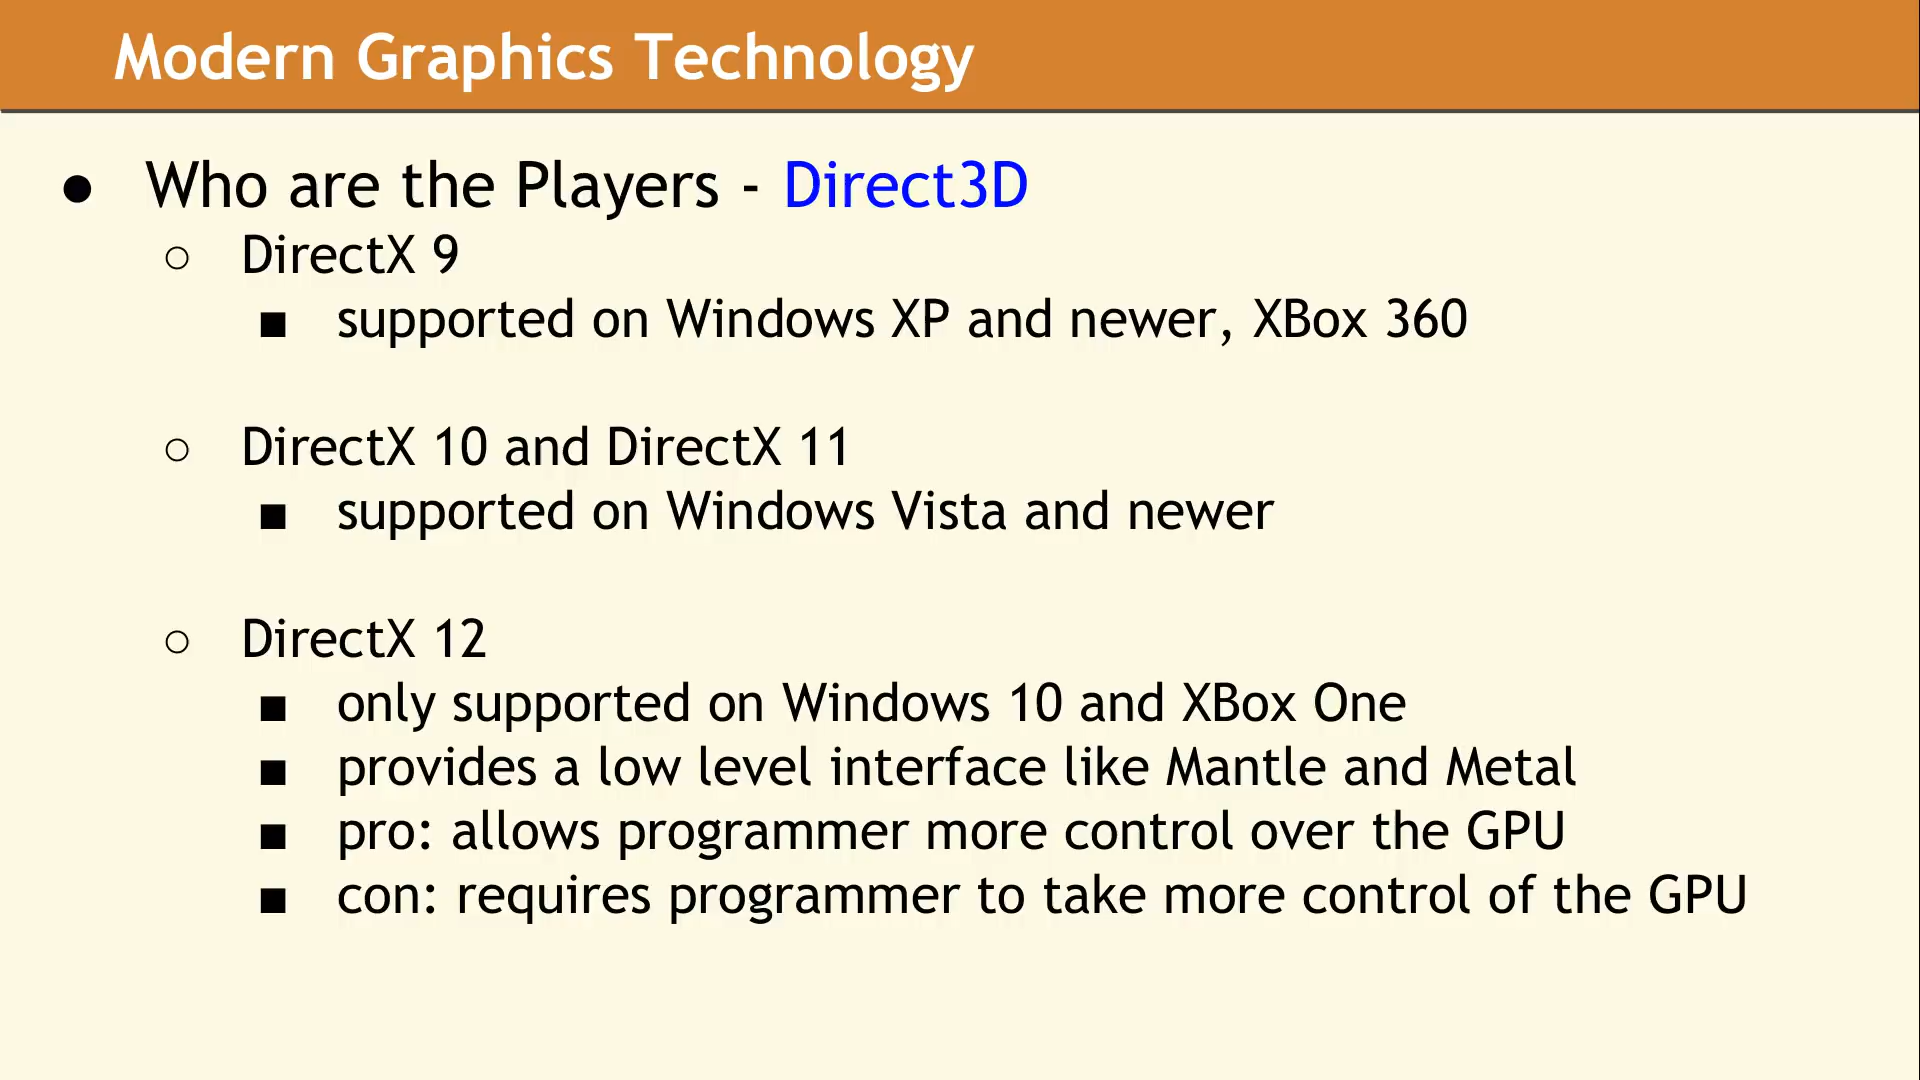 Modern Graphics Technology
● Who are the Players - Direct3D
○ DirectX 9
■ supported on Windows XP and newer, XBox 360
○ DirectX 10 and DirectX 11
■ supported on Windows Vista and newer
○ DirectX 12
■ only supported on Windows 10 and XBox One
■ provides a low level interface like Mantle and Metal
■ pro: allows programmer more control over the GPU
■ con: requires programmer to take more control of the GPU